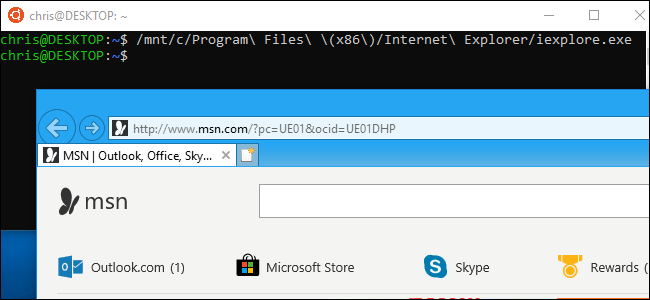 chris@DESKTOP: ~
chris@DESKTOP:~$ /mnt/c/Program\ Files\ \(x86\)/Internet\ Explorer/iexplore.exe
chris@DESKTOP:~$
http://www.msn.com/?pc=UE01&ocid=UE01DHP
MSN | Outlook, Office, Sky...
msn
Outlook.com (1)
Microsoft Store
Skype
Rewards (